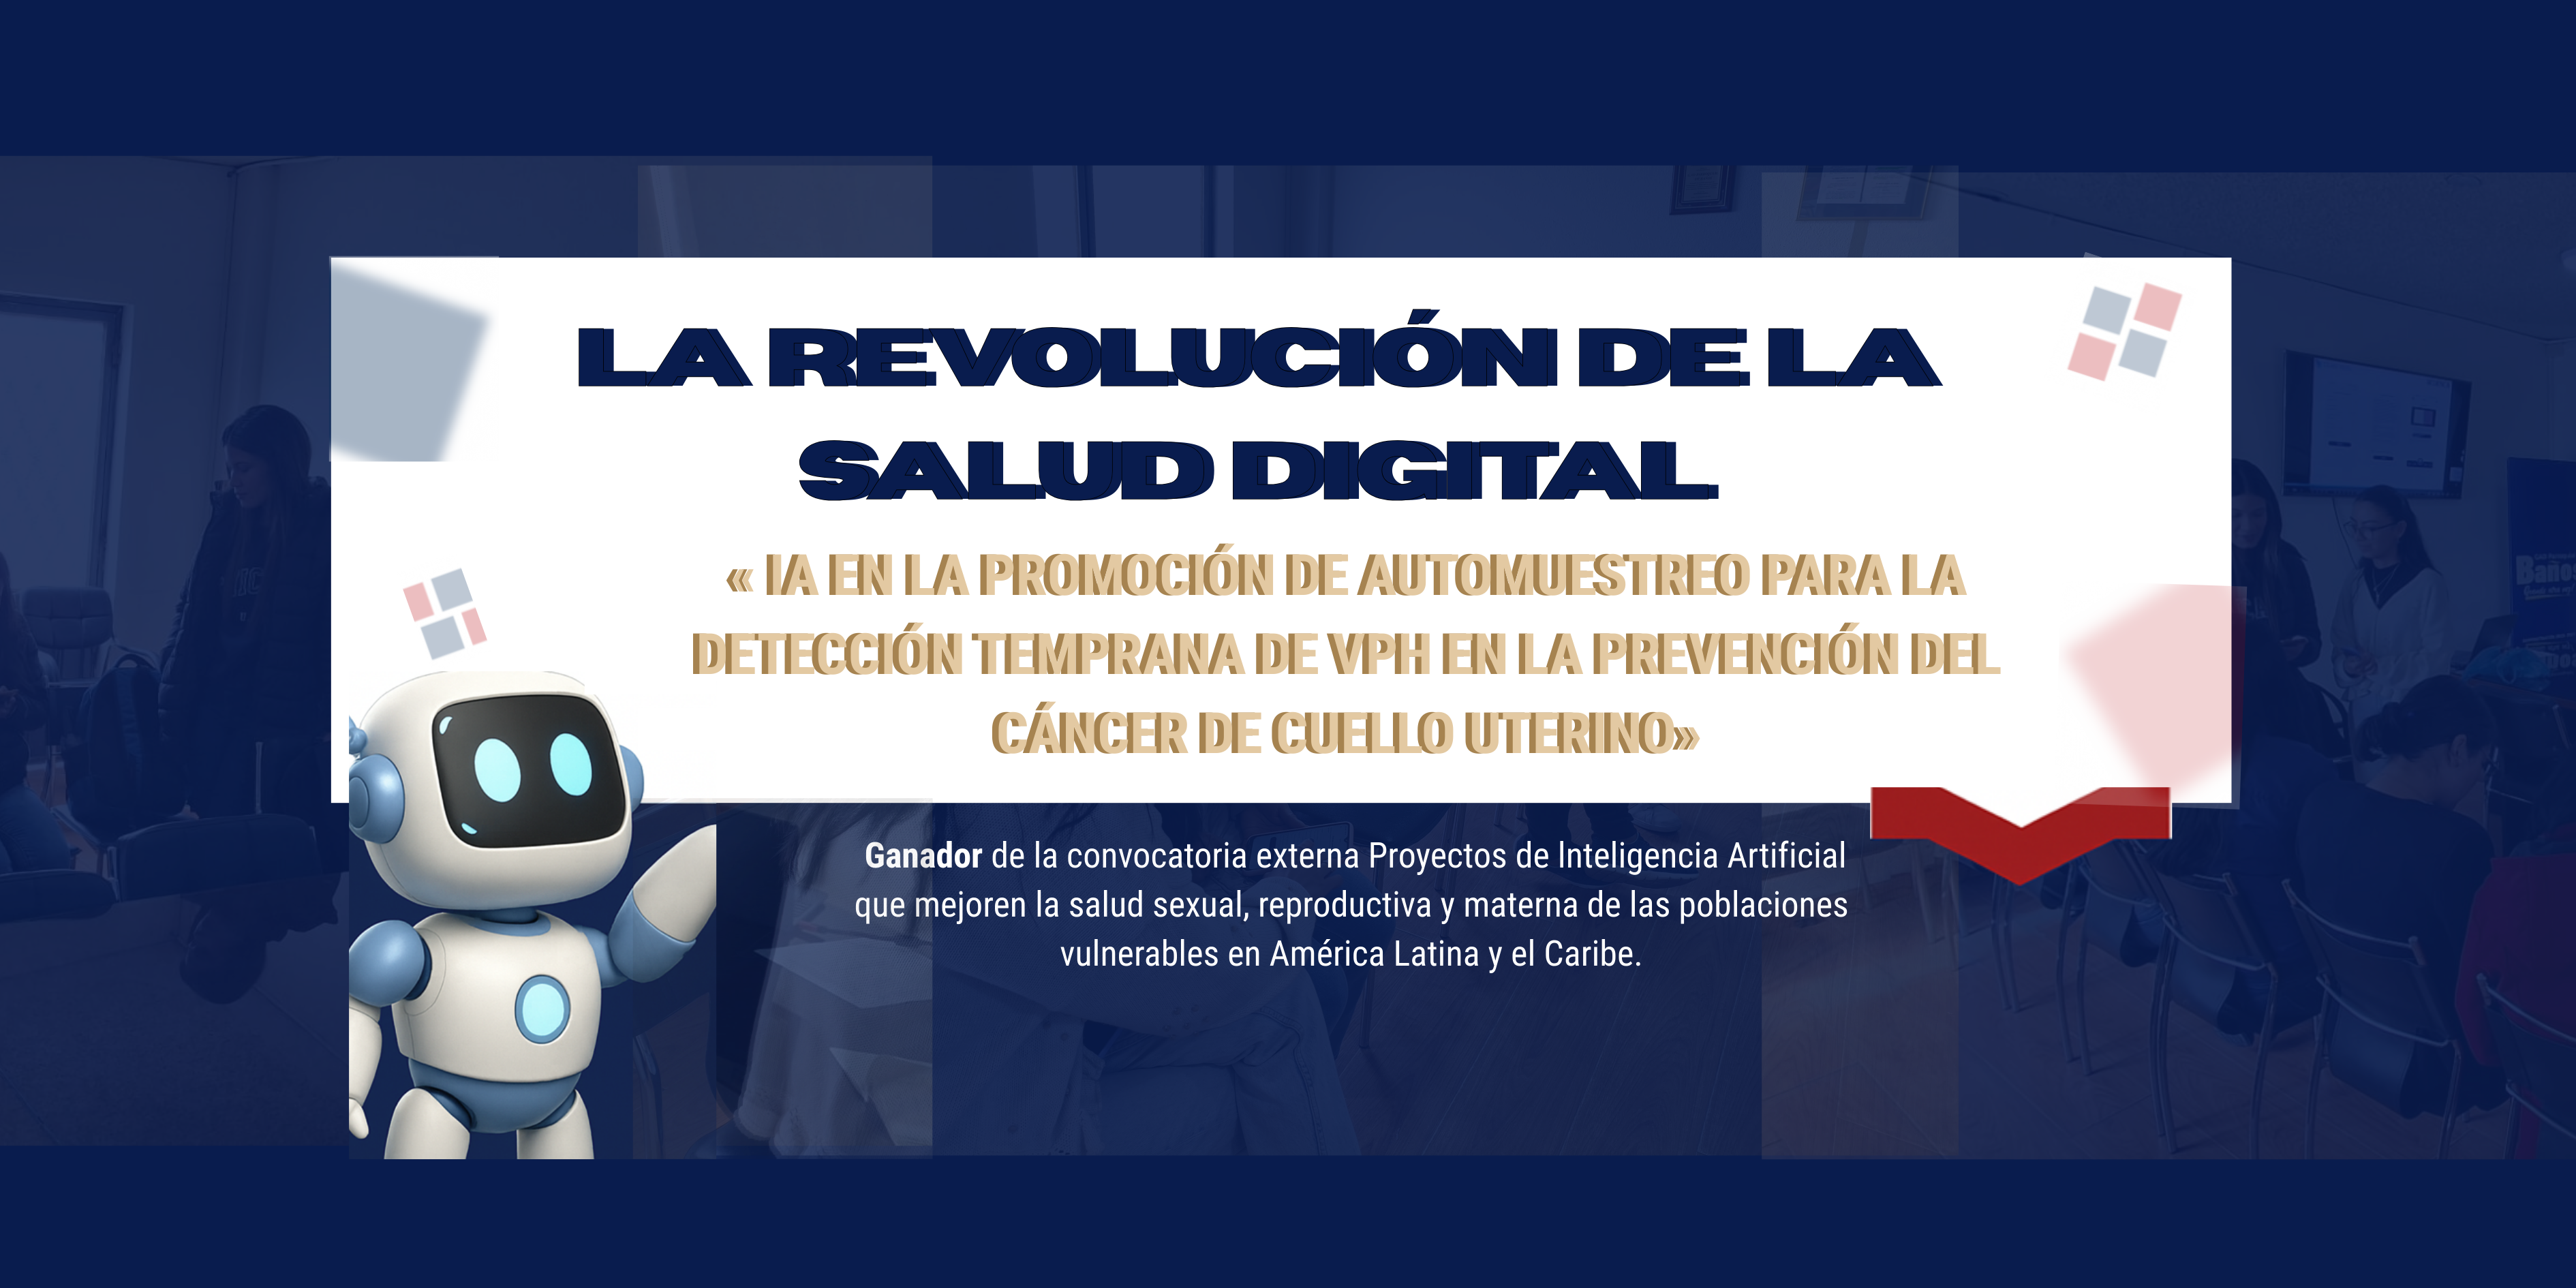 LA REVOLUCIÓN DE LA
SALUD DIGITAL
« IA EN LA PROMOCIÓN DE AUTOMUESTREO PARA LA
DETECCIÓN TEMPRANA DE VPH EN LA PREVENCIÓN DEL
CÁNCER DE CUELLO UTERINO»
Ganador de la convocatoria externa Proyectos de Inteligencia Artificial
que mejoren la salud sexual, reproductiva y materna de las poblaciones
vulnerables en América Latina y el Caribe.